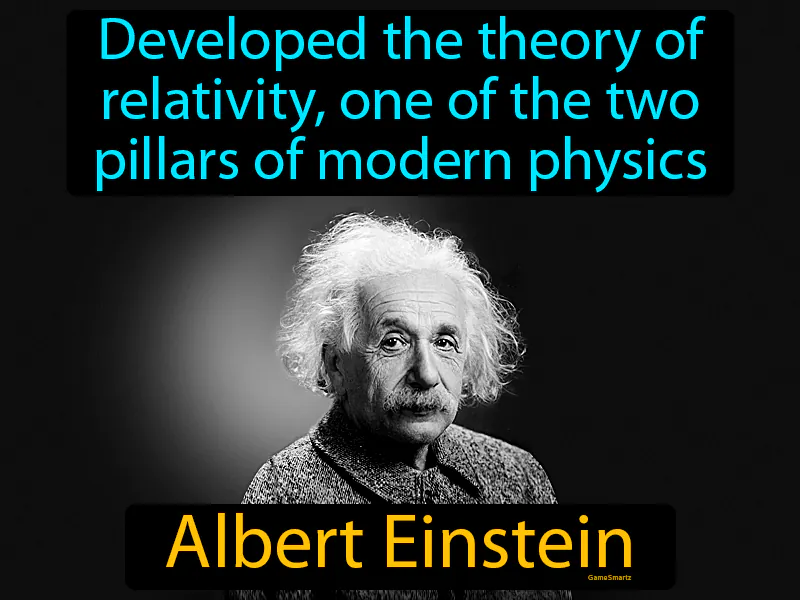 Developed the theory of
relativity, one of the two
pillars of modern physics
Albert Einstein
GameSmartz